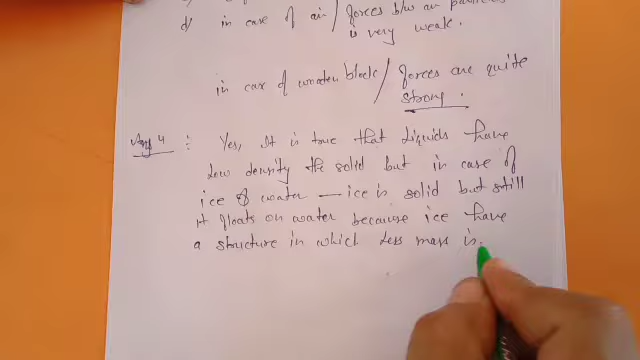 d/ in case of air / forces b/w air particles
is very weak.
in case of wooden block / forces are quite
strong.
Ans 4 : Yes, It is true that liquids have
low density the solid but in case of
ice & water — ice is solid but still
it floats on water because ice have
a structure in which less mass is